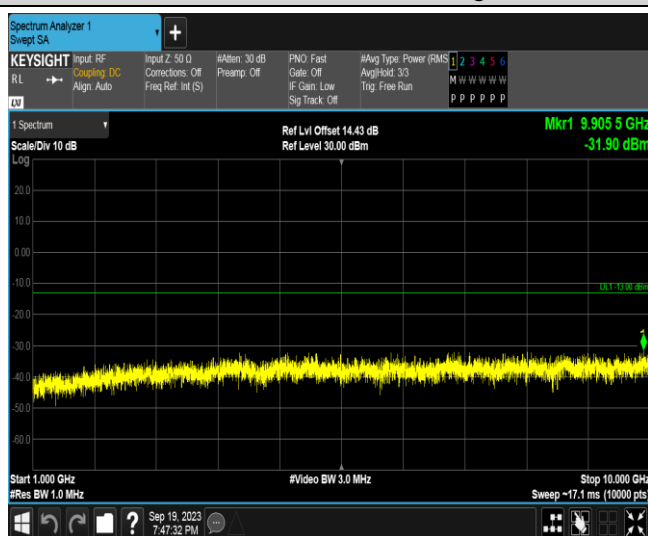 Spectrum Analyzer 1
Swept SA
+
KEYSIGHT
RL
Input: RF
Coupling: DC
Align: Auto
Input Z: 50 Ω
Corrections: Off
Freq Ref: Int (S)
#Atten: 30 dB
Preamp: Off
PNO: Fast
Gate: Off
IF Gain: Low
Sig Track: Off
#Avg Type: Power (RMS
Avg|Hold: 3/3
Trig: Free Run
1 2 3 4 5 6
M W W W W W
P P P P P P
1 Spectrum
Scale/Div 10 dB
Ref Lvl Offset 14.43 dB
Ref Level 30.00 dBm
Mkr1 9.905 5 GHz
-31.90 dBm
Log
20.0
10.0
0.00
-10.0
DL1 -13.00 dBm
-20.0
-30.0
1
-40.0
-50.0
-60.0
Start 1.000 GHz
#Res BW 1.0 MHz
#Video BW 3.0 MHz
Stop 10.000 GHz
Sweep ~17.1 ms (10000 pts)
?
Sep 19, 2023
7:47:32 PM